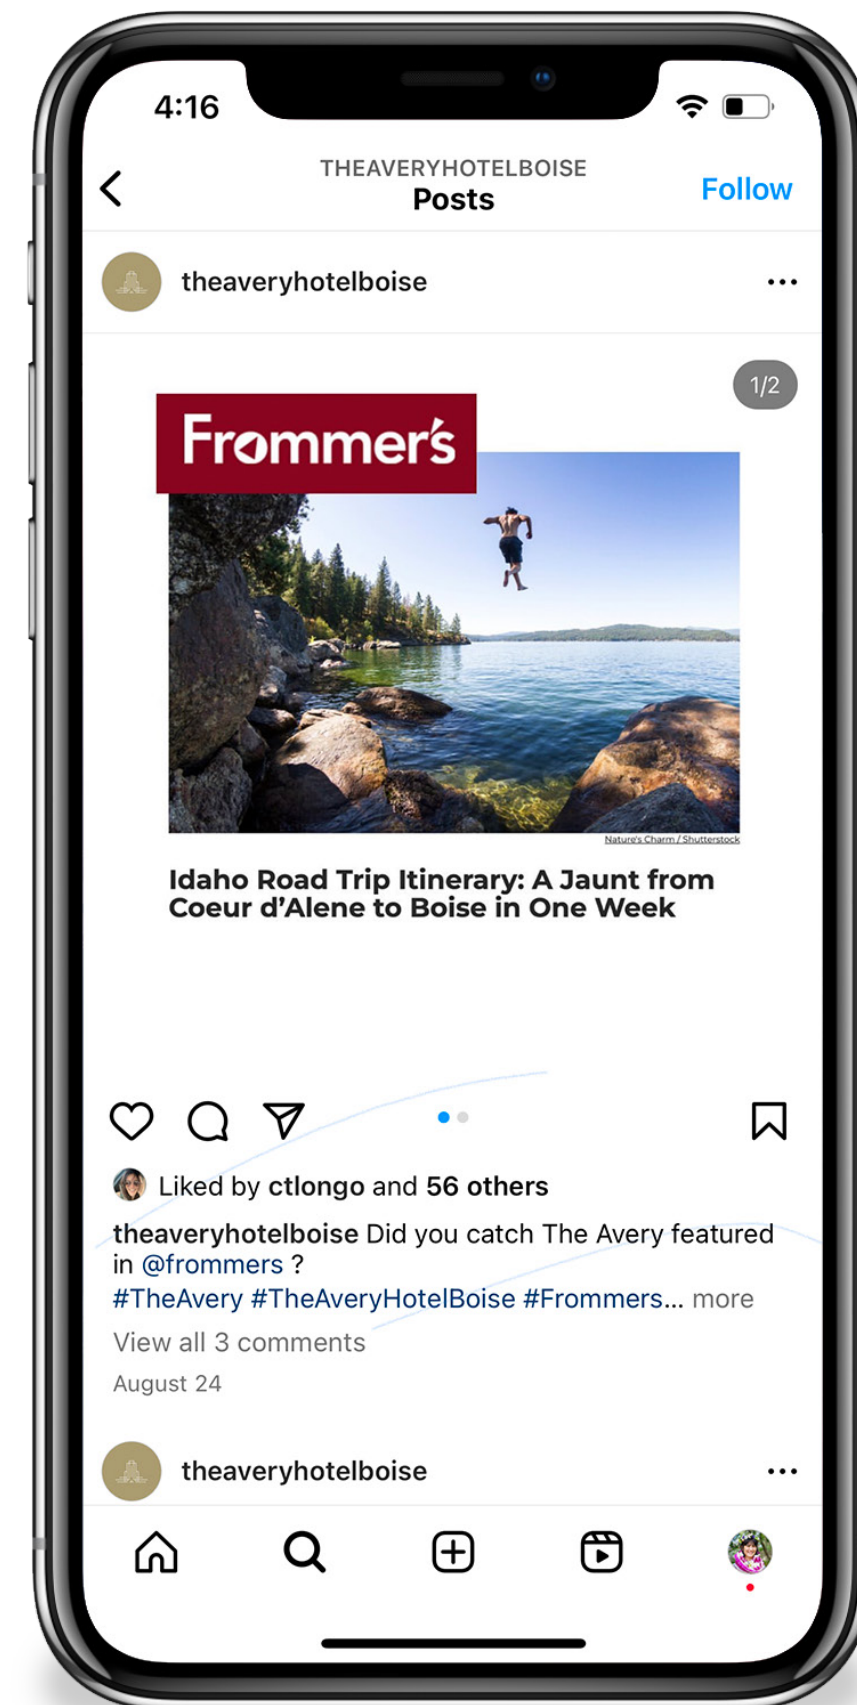 4:16
THEAVERYHOTELBOISE
Posts
Follow
theaveryhotelboise
1/2
Frommer's
Nature's Charm / Shutterstock
Idaho Road Trip Itinerary: A Jaunt from
Coeur d'Alene to Boise in One Week
Liked by ctlongo and 56 others
theaveryhotelboise Did you catch The Avery featured
in @frommers ?
#TheAvery #TheAveryHotelBoise #Frommers... more
View all 3 comments
August 24
theaveryhotelboise